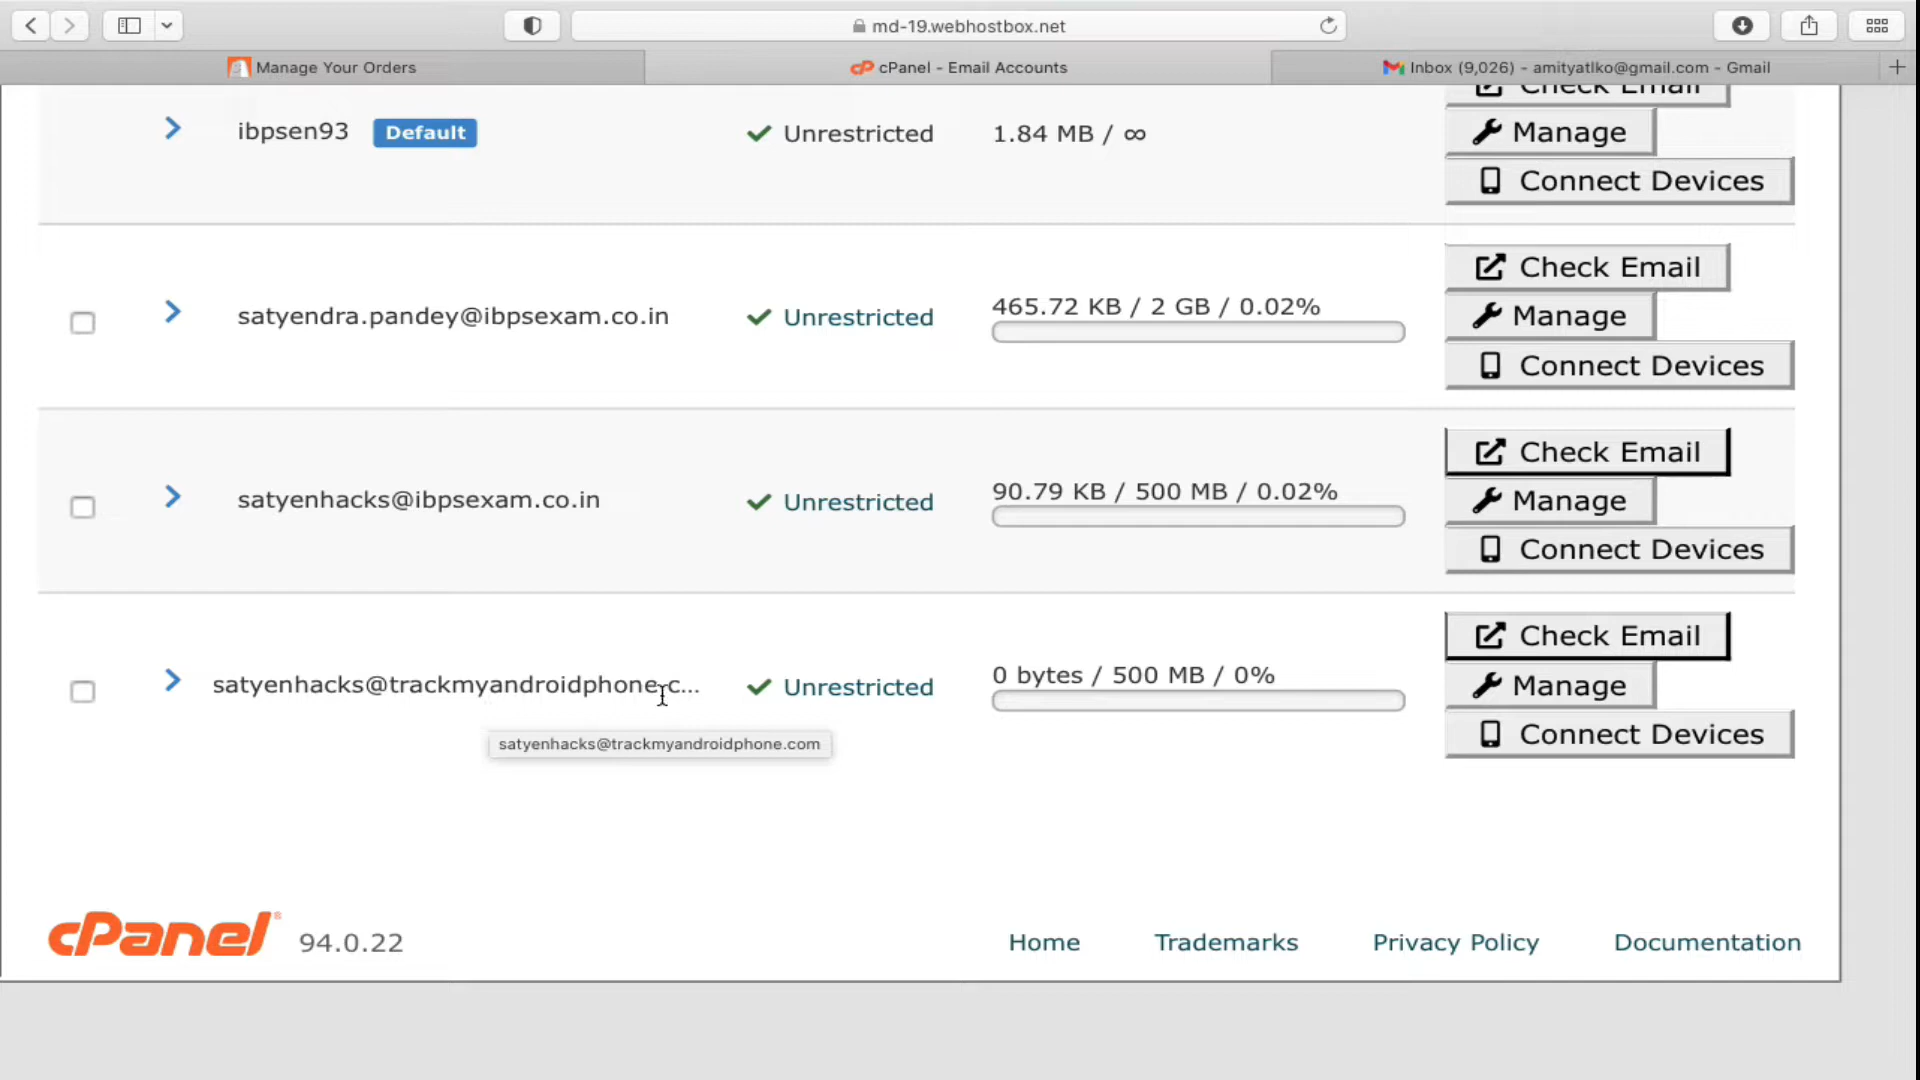 md-19.webhostbox.net
Manage Your Orders
cPanel - Email Accounts
Inbox (9,026) - amityatlko@gmail.com - Gmail
Check Email
ibpsen93 Default Unrestricted 1.84 MB / ∞ Manage
Connect Devices
Check Email
satyendra.pandey@ibpsexam.co.in Unrestricted 465.72 KB / 2 GB / 0.02% Manage
Connect Devices
Check Email
satyenhacks@ibpsexam.co.in Unrestricted 90.79 KB / 500 MB / 0.02% Manage
Connect Devices
Check Email
satyenhacks@trackmyandroidphone.c... Unrestricted 0 bytes / 500 MB / 0% Manage
Connect Devices
satyenhacks@trackmyandroidphone.com
cPanel 94.0.22 Home Trademarks Privacy Policy Documentation